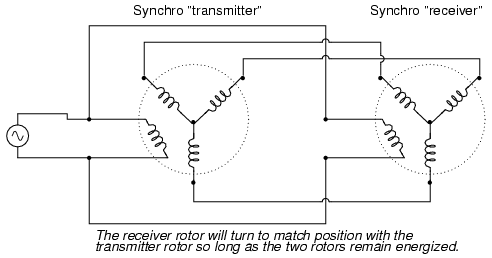 Synchro "transmitter"
Synchro "receiver"
The receiver rotor will turn to match position with the
transmitter rotor so long as the two rotors remain energized.